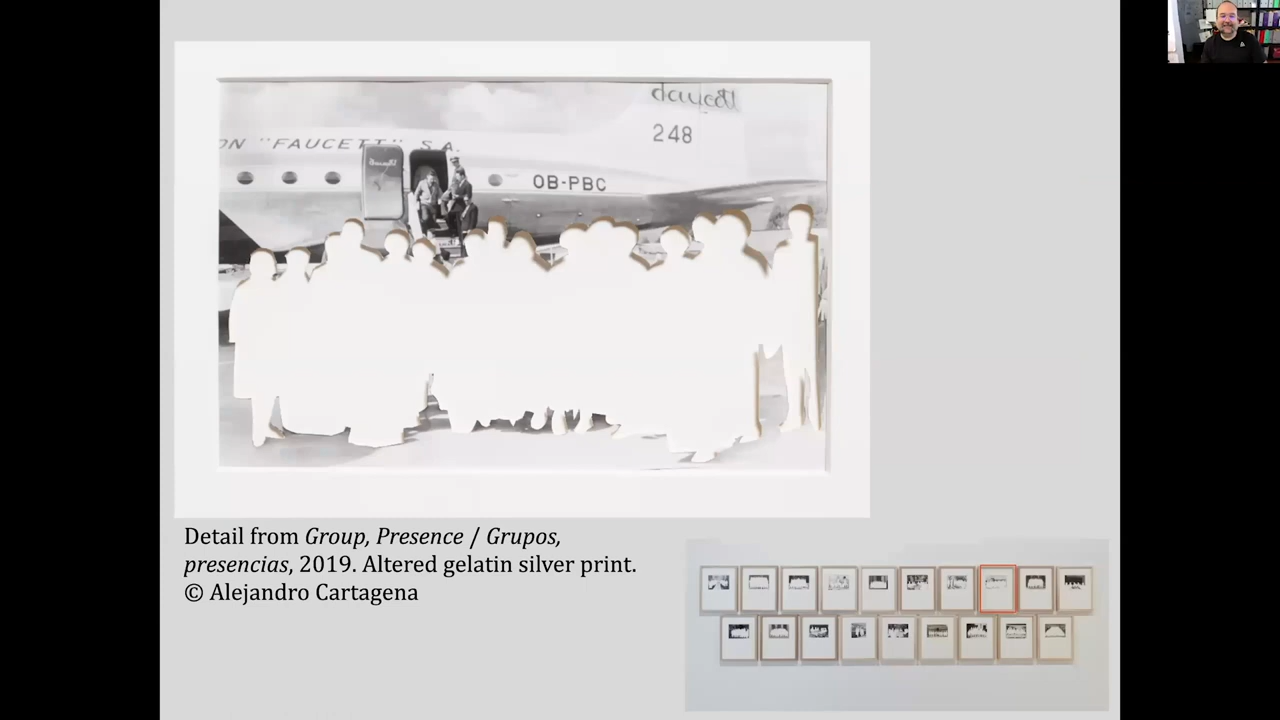 Faucett
248
ON "FAUCETT" S.A.
OB-PBC
Detail from Group, Presence / Grupos,
presencias, 2019. Altered gelatin silver print.
© Alejandro Cartagena